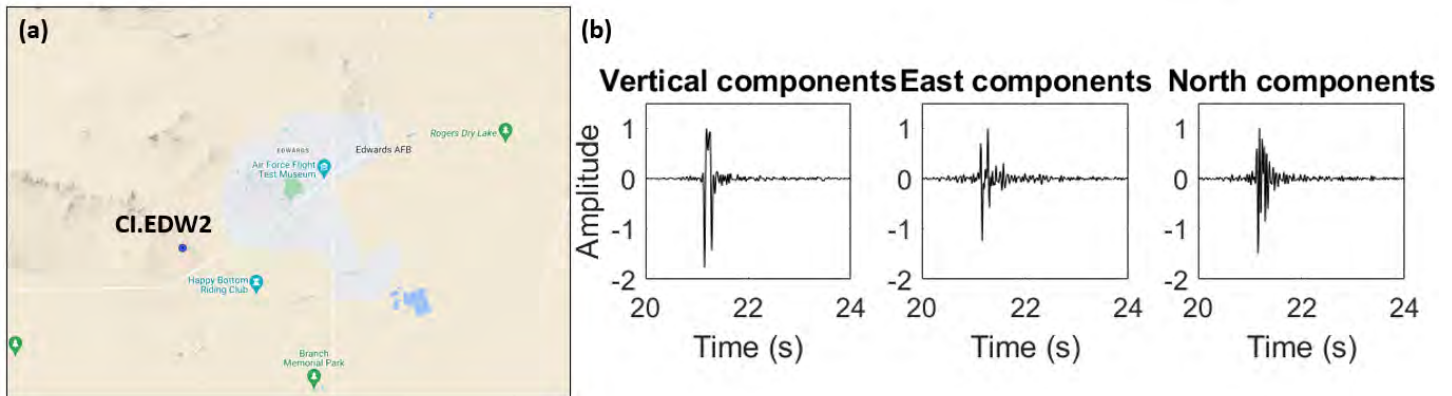 (a)
Rogers Dry Lake
EDWARDS
Edwards AFB
Air Force Flight
Test Museum
CI.EDW2
Happy Bottom
Riding Club
Branch
Memorial Park
(b)
Vertical components
East components
North components
Amplitude
1
0
-1
-2
20
22
24
Time (s)
1
0
-1
-2
20
22
24
Time (s)
1
0
-1
-2
20
22
24
Time (s)